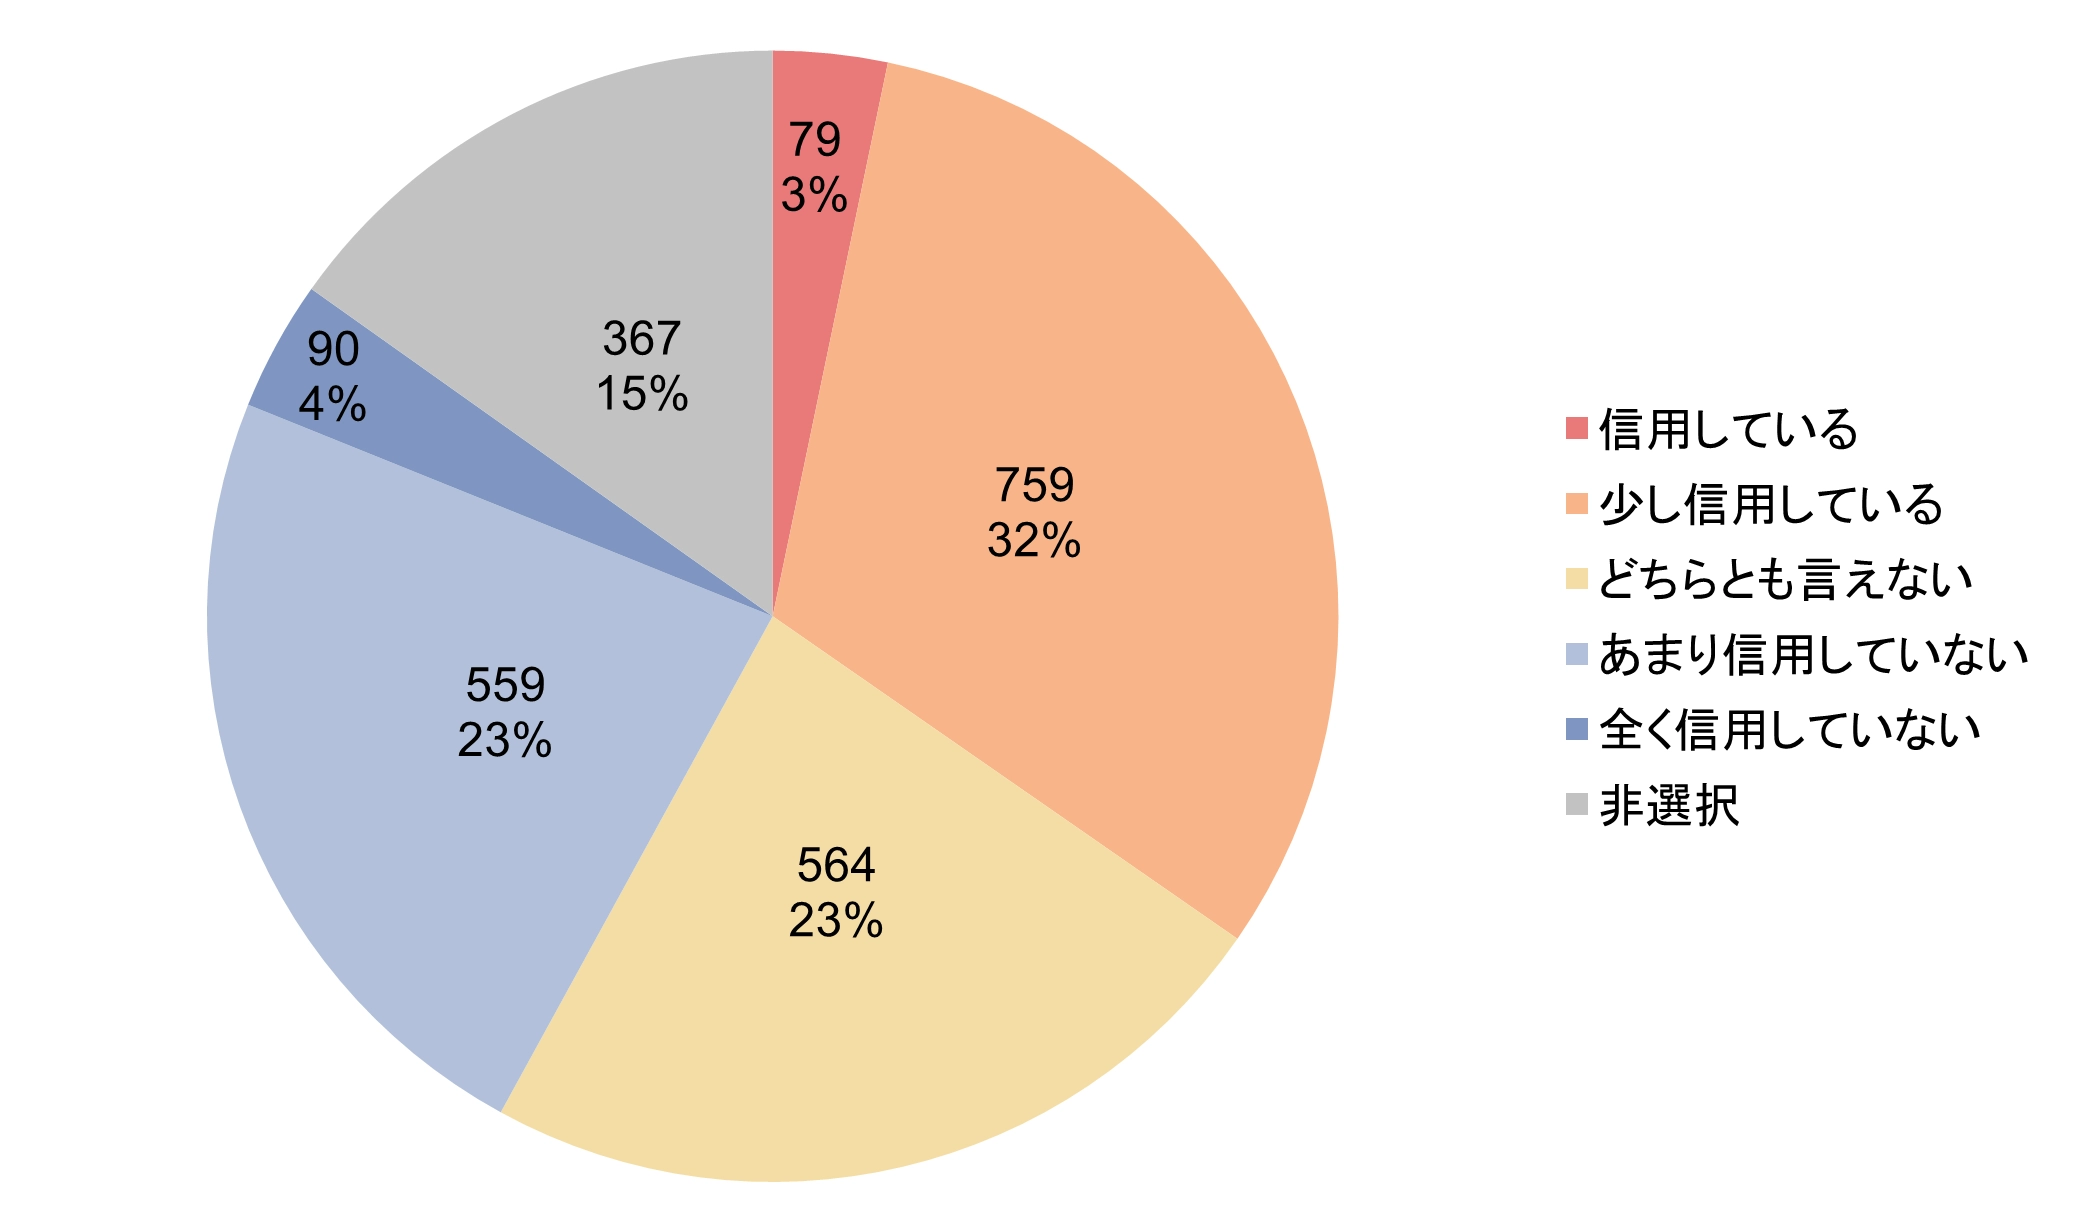 79
3%
759
32%
564
23%
559
23%
90
4%
367
15%
信用している
少し信用している
どちらとも言えない
あまり信用していない
全く信用していない
非選択